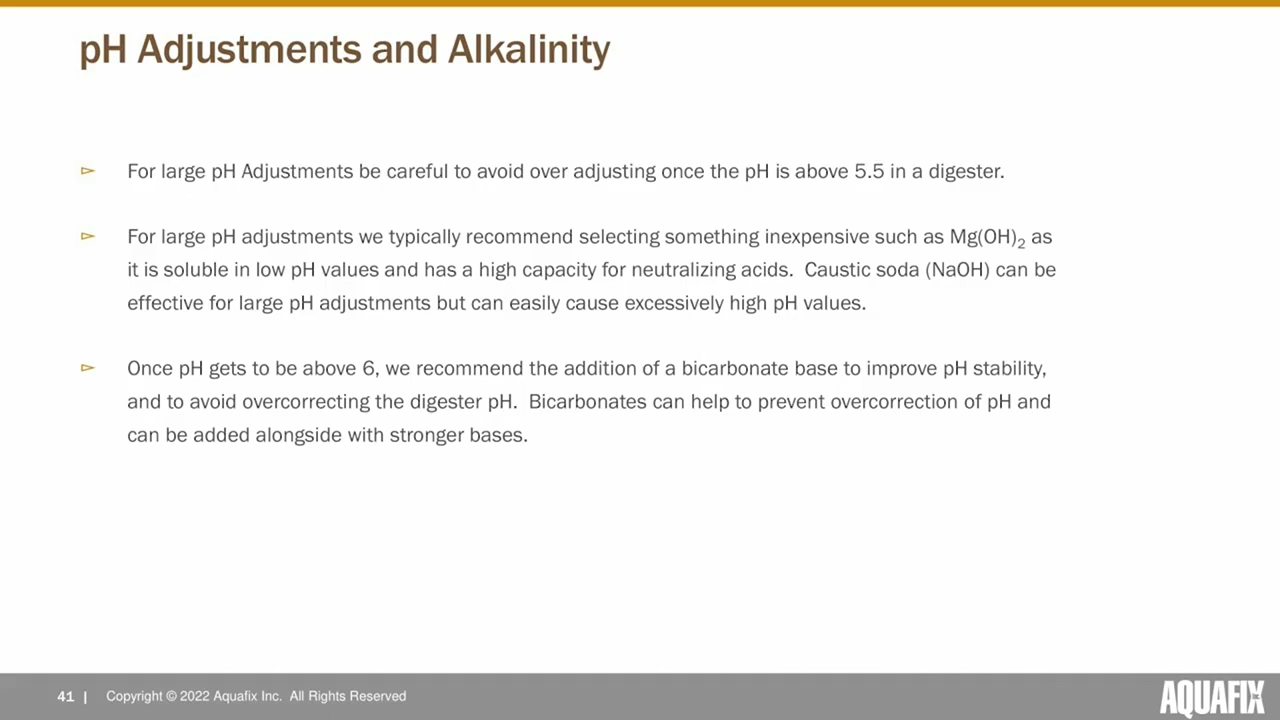 pH Adjustments and Alkalinity
▻ For large pH Adjustments be careful to avoid over adjusting once the pH is above 5.5 in a digester.
▻ For large pH adjustments we typically recommend selecting something inexpensive such as Mg(OH)₂ as
it is soluble in low pH values and has a high capacity for neutralizing acids.  Caustic soda (NaOH) can be
effective for large pH adjustments but can easily cause excessively high pH values.
▻ Once pH gets to be above 6, we recommend the addition of a bicarbonate base to improve pH stability,
and to avoid overcorrecting the digester pH.  Bicarbonates can help to prevent overcorrection of pH and
can be added alongside with stronger bases.
41 | Copyright © 2022 Aquafix Inc.  All Rights Reserved
AQUAFIX INC.